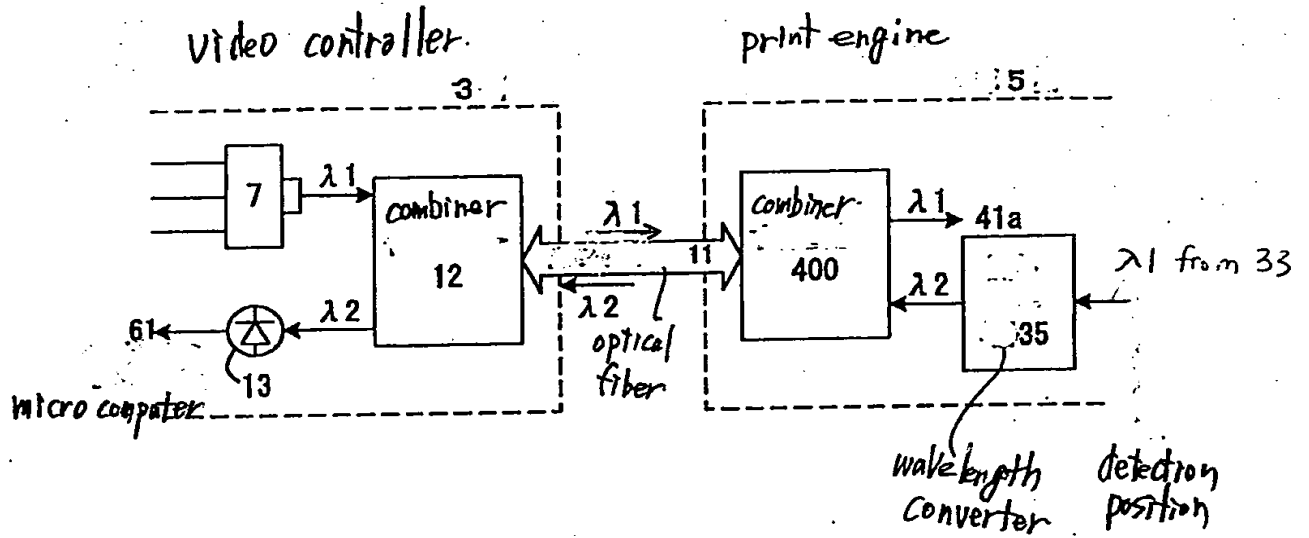 video controller.
print engine
3
5
7
λ1
combiner
12
λ1
11
λ2
optical
fiber
combiner
400
λ1
41a
λ2
35
λ1 from 33
61
λ2
13
micro computer
wavelength
converter
detection
position